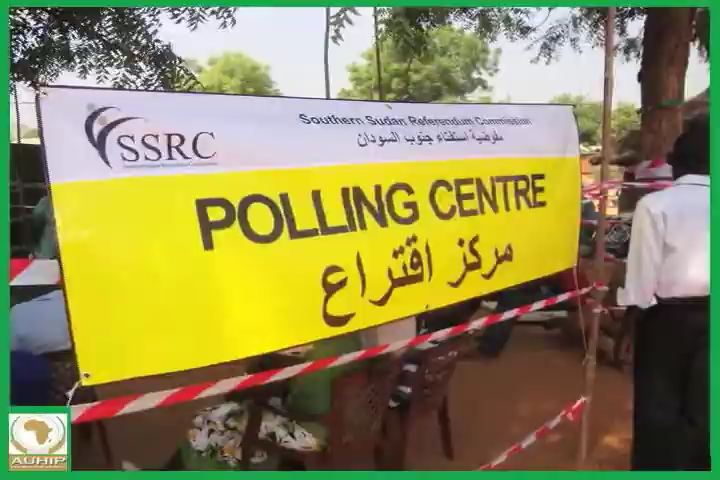 SSRC
Southern Sudan Referendum Commission
مفوضية استفتاء جنوب السودان
POLLING CENTRE
مركز اقتراع
AUHIP